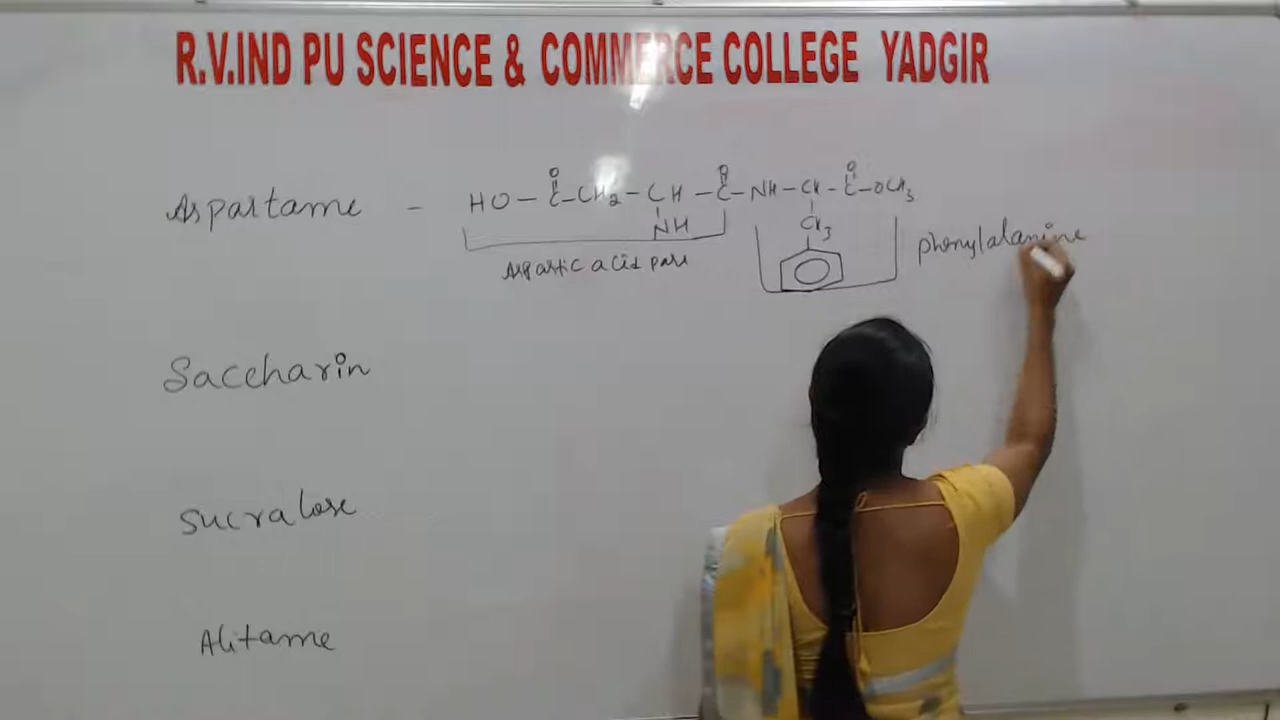 R.V.IND PU SCIENCE & COMMERCE COLLEGE YADGIR
Aspartame - HO - C - CH2 - CH - C - NH - CH - C - OCH3
O O O
NH CH3
Aspartic acid part
phenylalanine
Saccharin
Sucralose
Alitame